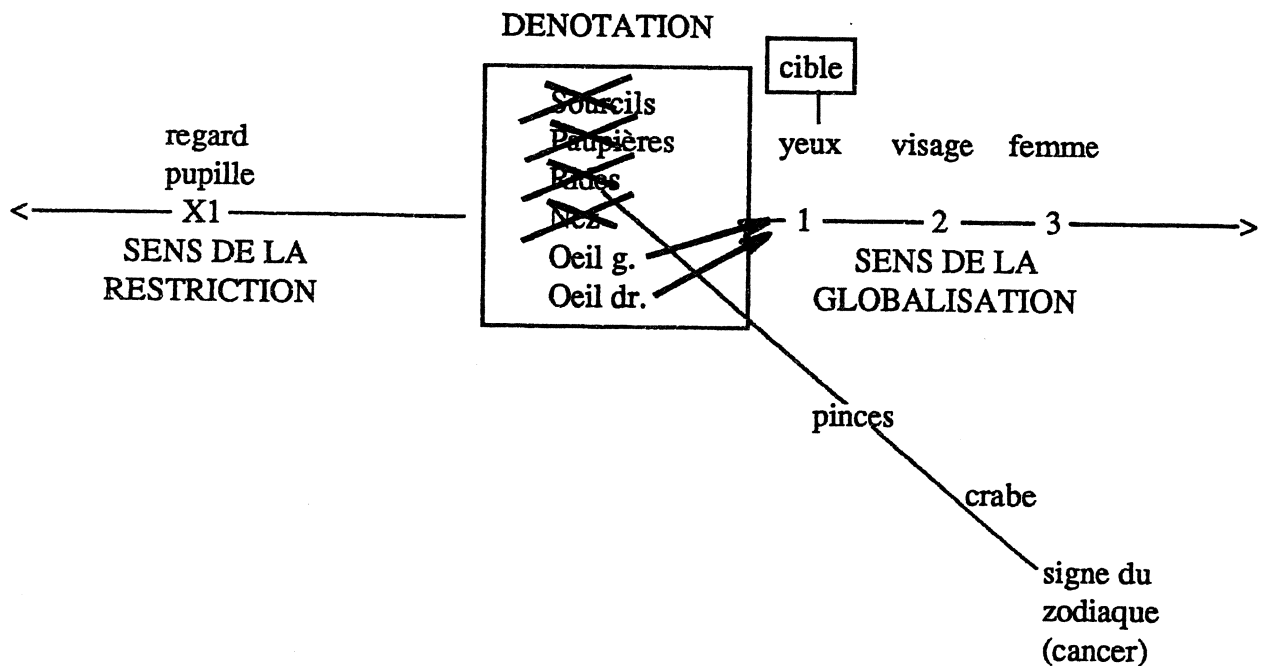 DENOTATION
cible
Sourcils
Paupières
Rides
Nez
Oeil g.
Oeil dr.
regard
pupille
X1
SENS DE LA
RESTRICTION
yeux visage femme
1 2 3
SENS DE LA
GLOBALISATION
pinces
crabe
signe du
zodiaque
(cancer)